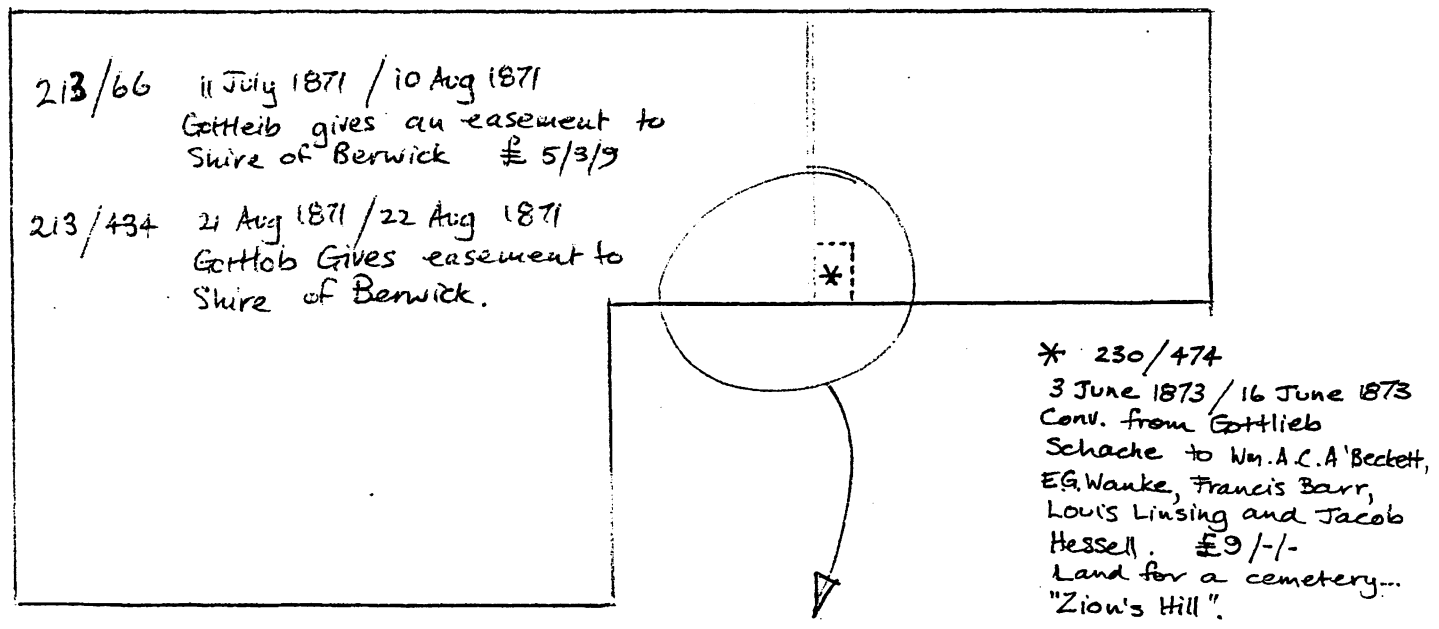 213/66 11 July 1871 / 10 Aug 1871
Gottleib gives an easement to
Shire of Berwick £ 5/3/9
213/434 21 Aug 1871 / 22 Aug 1871
Gottlob Gives easement to
Shire of Berwick.
*
* 230/474
3 June 1873 / 16 June 1873
Conv. from Gottlieb
Schache to Wm. A.C. A'Beckett,
E.G. Wanke, Francis Barr,
Louis Linsing and Jacob
Hessell. £9/-/-
Land for a cemetery...
"Zion's Hill".